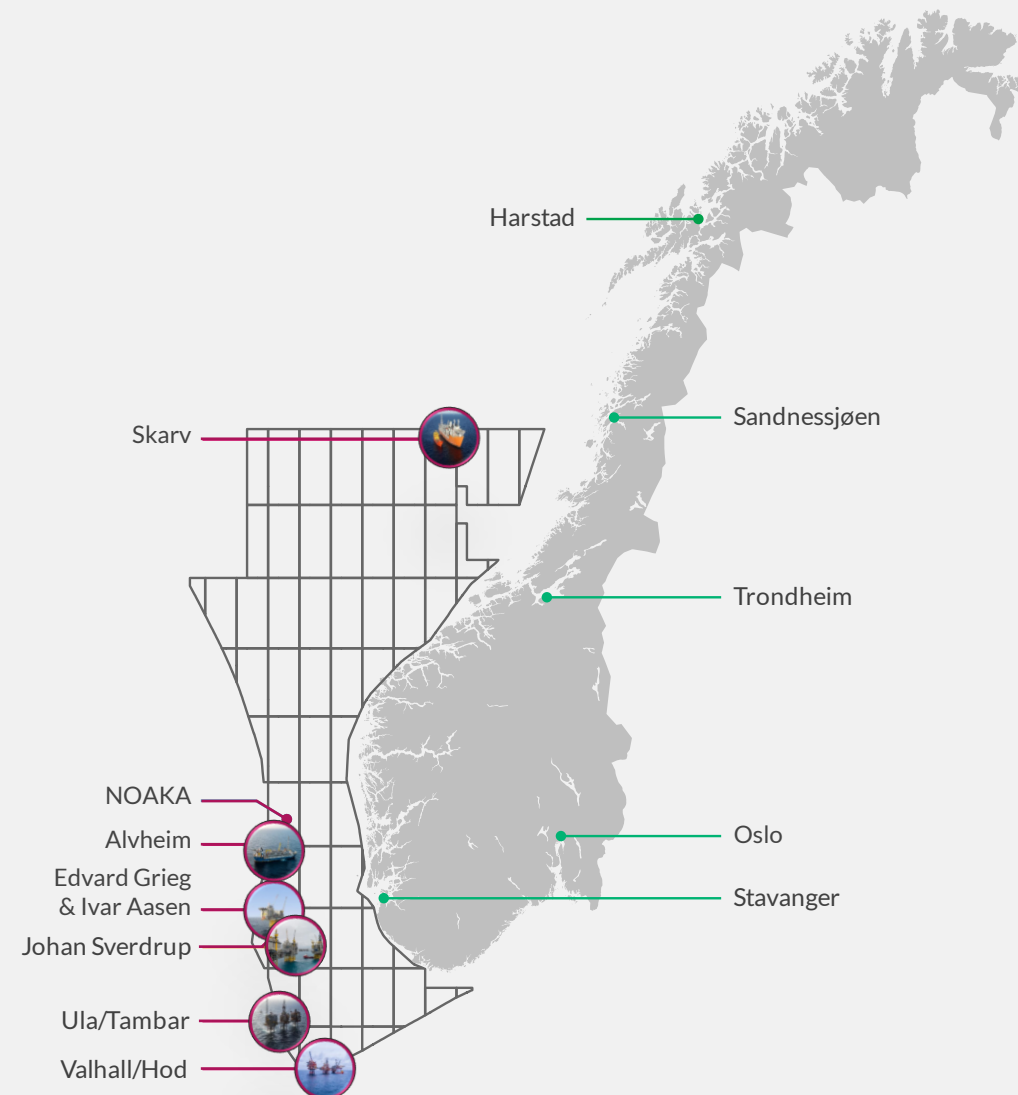 Harstad
Skarv
Sandnessjøen
Trondheim
NOAKA
Alvheim
Oslo
Edvard Grieg
& Ivar Aasen
Stavanger
Johan Sverdrup
Ula/Tambar
Valhall/Hod